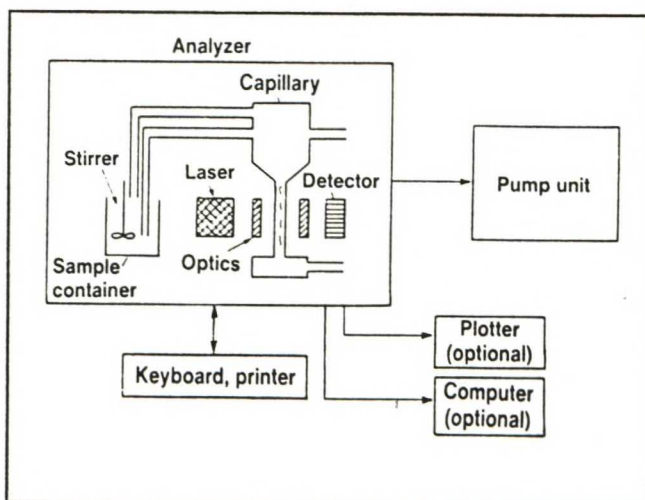 Analyzer
Capillary
Stirrer
Laser
Detector
Optics
Sample
container
Pump unit
Keyboard, printer
Plotter
(optional)
Computer
(optional)